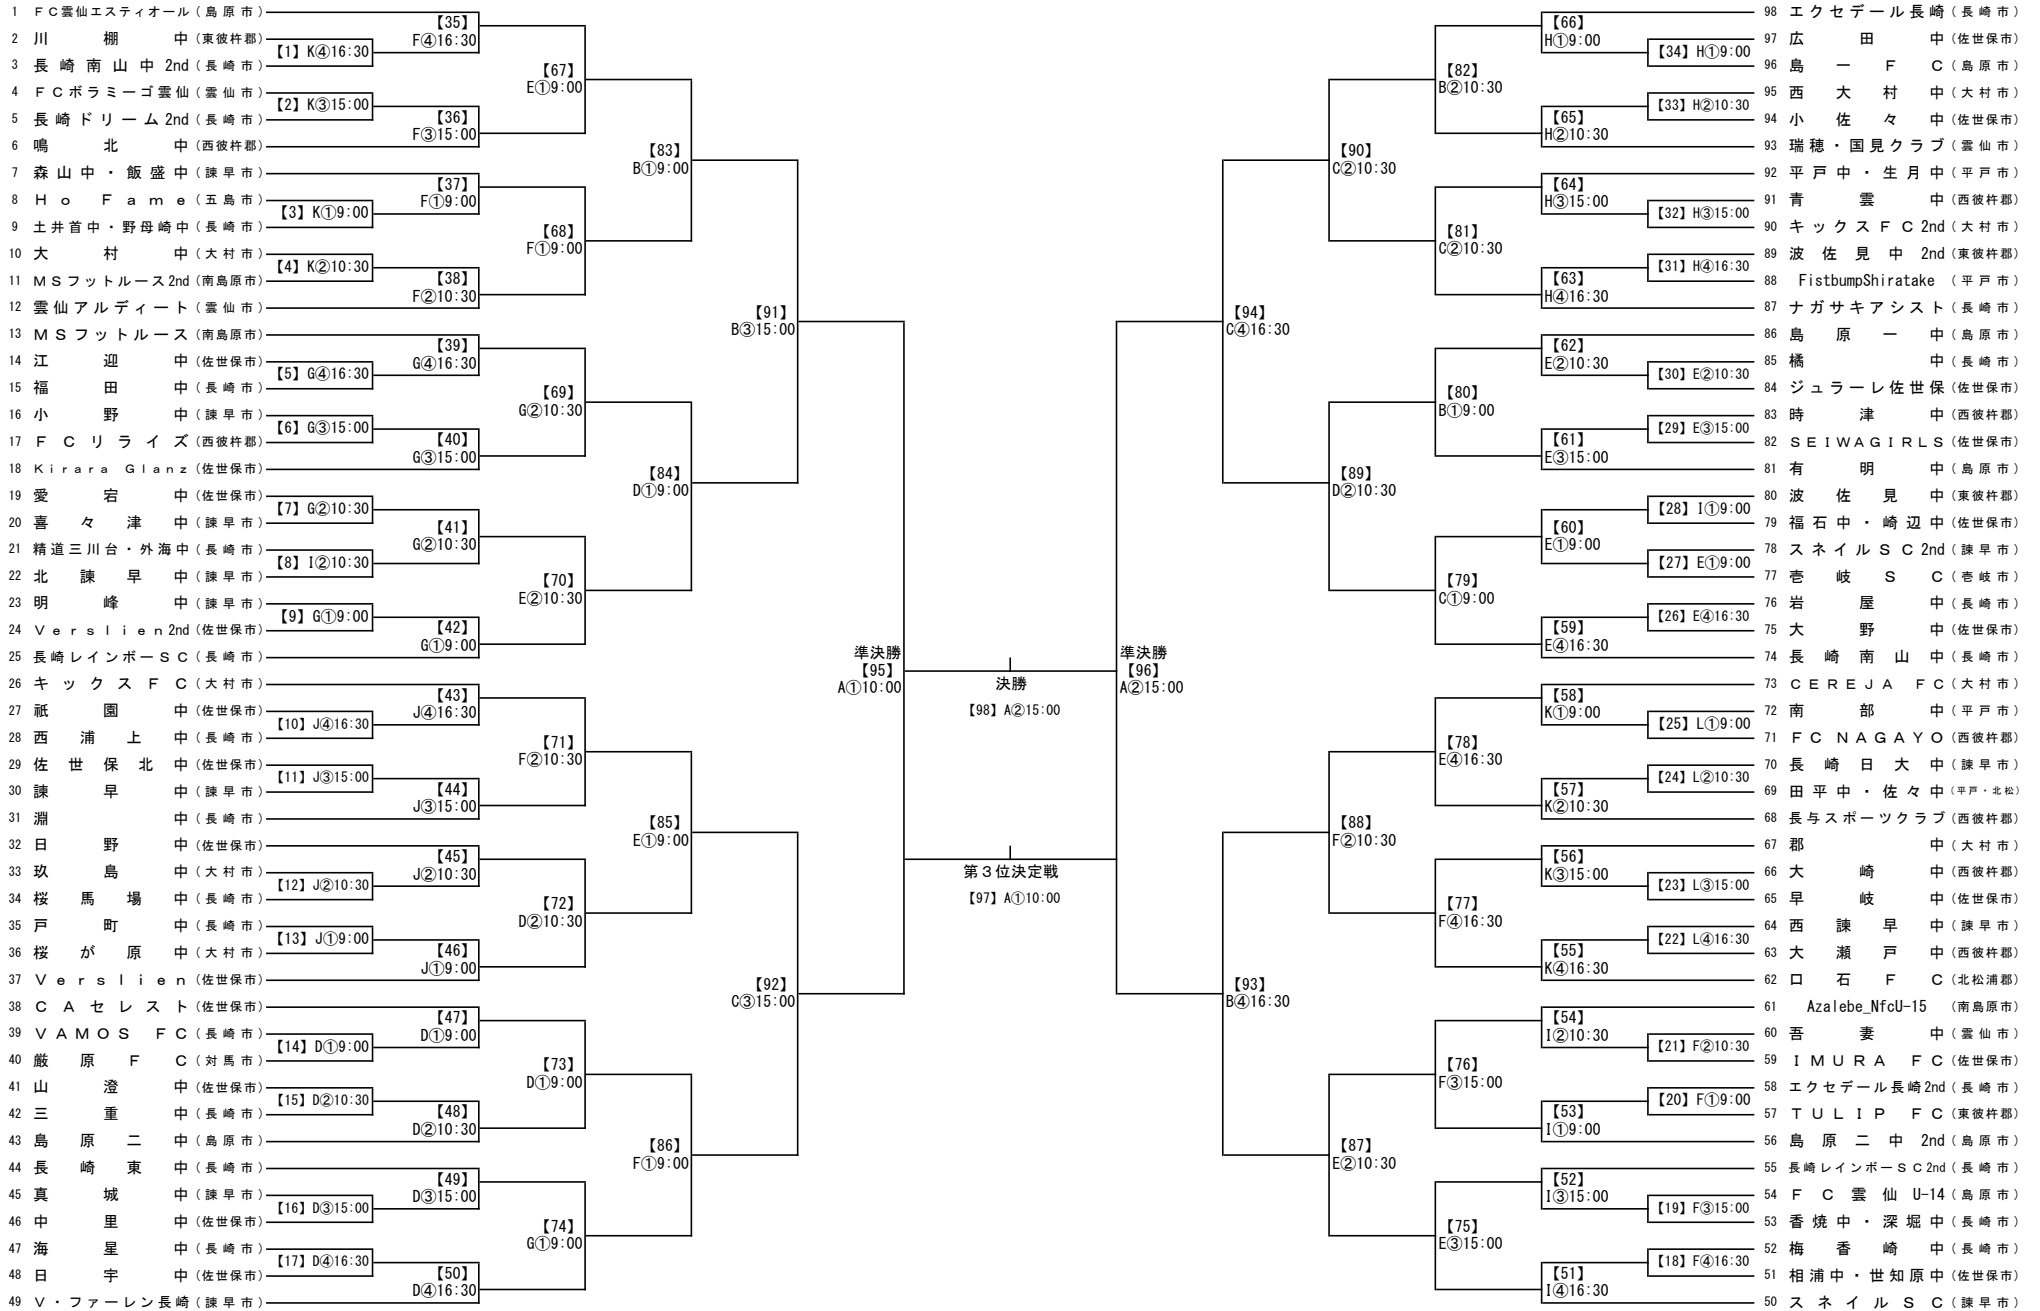 1 FC雲仙エスティオール (島原市)
2 川棚中 (東彼杵郡)
3 長崎南山中2nd (長崎市)
4 FCボラミーゴ雲仙 (雲仙市)
5 長崎ドリーム2nd (長崎市)
6 鳴北中 (西彼杵郡)
7 森山中・飯盛中 (諫早市)
8 Ho Fame (五島市)
9 土井首中・野母崎中 (長崎市)
10 大村中 (大村市)
11 MSフットルース2nd (南島原市)
12 雲仙アルディート (雲仙市)
13 MSフットルース (南島原市)
14 江迎中 (佐世保市)
15 福田中 (長崎市)
16 小野中 (諫早市)
17 FCリライズ (西彼杵郡)
18 Kirara Glanz (佐世保市)
19 愛宕中 (佐世保市)
20 喜々津中 (諫早市)
21 精道三川台・外海中 (長崎市)
22 北諫早中 (諫早市)
23 明峰中 (諫早市)
24 Verslien2nd (佐世保市)
25 長崎レインボーSC (長崎市)
26 キックスFC (大村市)
27 祇園中 (佐世保市)
28 西浦上中 (長崎市)
29 佐世保北中 (佐世保市)
30 諫早中 (諫早市)
31 淵中 (長崎市)
32 日野中 (佐世保市)
33 玖島中 (大村市)
34 桜馬場中 (長崎市)
35 戸町中 (長崎市)
36 桜が原中 (大村市)
37 Verslien (佐世保市)
38 CAセレスト (佐世保市)
39 VAMOS FC (長崎市)
40 厳原FC (対馬市)
41 山澄中 (佐世保市)
42 三重中 (長崎市)
43 島原二中 (島原市)
44 長崎東中 (長崎市)
45 真城中 (諫早市)
46 中里中 (佐世保市)
47 海星中 (長崎市)
48 日宇中 (佐世保市)
49 V・ファーレン長崎 (諫早市)
【1】K④16:30
【2】K③15:00
【3】K①9:00
【4】K②10:30
【5】G④16:30
【6】G③15:00
【7】G②10:30
【8】I②10:30
【9】G①9:00
【10】J④16:30
【11】J③15:00
【12】J②10:30
【13】J①9:00
【14】D①9:00
【15】D②10:30
【16】D③15:00
【17】D④16:30
【35】
F④16:30
【36】
F③15:00
【37】
F①9:00
【38】
F②10:30
【39】
G④16:30
【40】
G③15:00
【41】
G②10:30
【42】
G①9:00
【43】
J④16:30
【44】
J③15:00
【45】
J②10:30
【46】
J①9:00
【47】
D①9:00
【48】
D②10:30
【49】
D③15:00
【50】
D④16:30
【67】
E①9:00
【68】
F①9:00
【69】
G②10:30
【70】
E②10:30
【71】
F②10:30
【72】
D②10:30
【73】
D①9:00
【74】
G①9:00
【83】
B①9:00
【84】
D①9:00
【85】
E①9:00
【86】
F①9:00
【91】
B③15:00
【92】
C③15:00
準決勝
【95】
A①10:00
決勝
【98】A②15:00
第3位決定戦
【97】A①10:00
準決勝
【96】
A②15:00
【94】
C④16:30
【93】
B④16:30
【90】
C②10:30
【89】
D②10:30
【88】
F②10:30
【87】
E②10:30
【82】
B②10:30
【81】
C②10:30
【80】
B①9:00
【79】
C①9:00
【78】
E④16:30
【77】
F④16:30
【76】
F③15:00
【75】
E③15:00
【66】
H①9:00
【65】
H②10:30
【64】
H③15:00
【63】
H④16:30
【62】
E②10:30
【61】
E③15:00
【60】
E①9:00
【59】
E④16:30
【58】
K①9:00
【57】
K②10:30
【56】
K③15:00
【55】
K④16:30
【54】
I②10:30
【53】
I①9:00
【52】
I③15:00
【51】
I④16:30
【34】H①9:00
【33】H②10:30
【32】H③15:00
【31】H④16:30
【30】E②10:30
【29】E③15:00
【28】I①9:00
【27】E①9:00
【26】E④16:30
【25】L①9:00
【24】L②10:30
【23】L③15:00
【22】L④16:30
【21】F②10:30
【20】F①9:00
【19】F③15:00
【18】F④16:30
98 エクセデール長崎 (長崎市)
97 広田中 (佐世保市)
96 島一FC (島原市)
95 西大村中 (大村市)
94 小佐々中 (佐世保市)
93 瑞穂・国見クラブ (雲仙市)
92 平戸中・生月中 (平戸市)
91 青雲中 (西彼杵郡)
90 キックスFC2nd (大村市)
89 波佐見中2nd (東彼杵郡)
88 FistbumpShiratake (平戸市)
87 ナガサキアシスト (長崎市)
86 島原一中 (島原市)
85 橘中 (長崎市)
84 ジュラーレ佐世保 (佐世保市)
83 時津中 (西彼杵郡)
82 SEIWAGIRLS (佐世保市)
81 有明中 (島原市)
80 波佐見中 (東彼杵郡)
79 福石中・崎辺中 (佐世保市)
78 スネイルSC2nd (諫早市)
77 壱岐SC (壱岐市)
76 岩屋中 (長崎市)
75 大野中 (佐世保市)
74 長崎南山中 (長崎市)
73 CEREJA FC (大村市)
72 南部中 (平戸市)
71 FC NAGAYO (西彼杵郡)
70 長崎日大中 (諫早市)
69 田平中・佐々中 (平戸・北松)
68 長与スポーツクラブ (西彼杵郡)
67 郡中 (大村市)
66 大崎中 (西彼杵郡)
65 早岐中 (佐世保市)
64 西諫早中 (諫早市)
63 大瀬戸中 (西彼杵郡)
62 口石FC (北松浦郡)
61 Azalebe_NfcU-15 (南島原市)
60 吾妻中 (雲仙市)
59 IMURA FC (佐世保市)
58 エクセデール長崎2nd (長崎市)
57 TULIP FC (東彼杵郡)
56 島原二中2nd (島原市)
55 長崎レインボーSC2nd (長崎市)
54 FC雲仙U-14 (島原市)
53 香焼中・深堀中 (長崎市)
52 梅香崎中 (長崎市)
51 相浦中・世知原中 (佐世保市)
50 スネイルSC (諫早市)